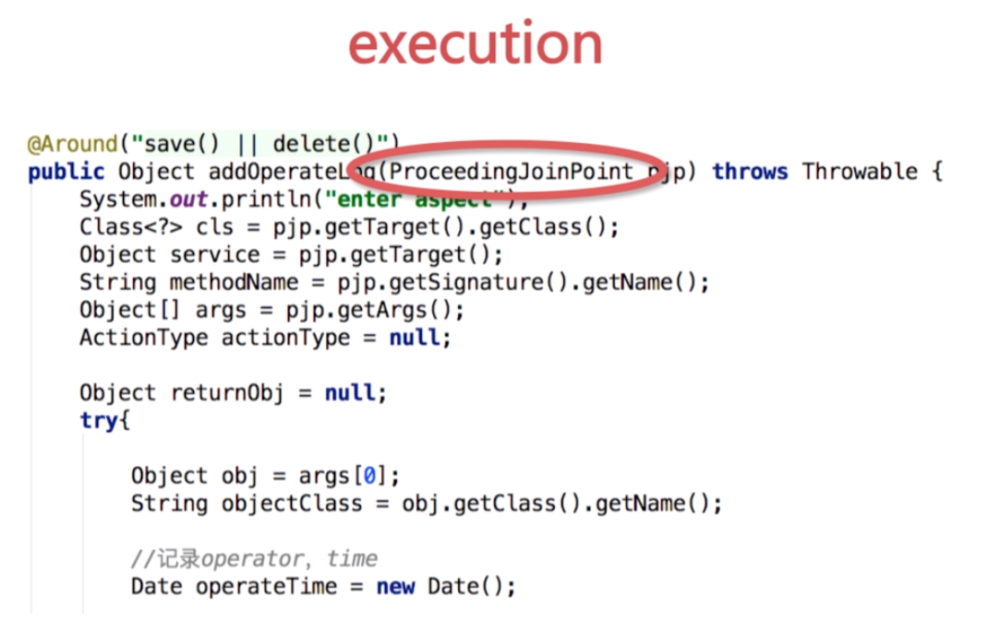 execution
@Around("save() || delete()")
public Object addOperateLog(ProceedingJoinPoint pjp) throws Throwable {
System.out.println("enter aspect");
Class<?> cls = pjp.getTarget().getClass();
Object service = pjp.getTarget();
String methodName = pjp.getSignature().getName();
Object[] args = pjp.getArgs();
ActionType actionType = null;
Object returnObj = null;
try{
Object obj = args[0];
String objectClass = obj.getClass().getName();
//记录operator, time
Date operateTime = new Date();